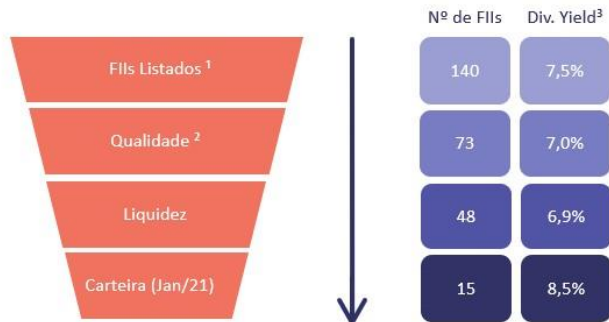 Nº de FIIs Div. Yield³
FIIs Listados ¹ 140 7,5%
Qualidade ² 73 7,0%
Liquidez 48 6,9%
Carteira (Jan/21) 15 8,5%